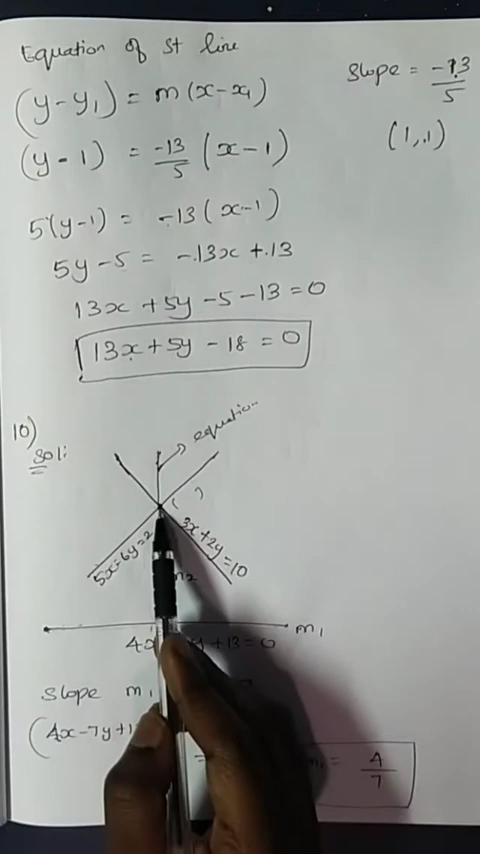 Equation of st line
(y-y₁) = m(x-x₁)
Slope = -13/5
(y-1) = -13/5 (x-1)
(1,1)
5(y-1) = -13(x-1)
5y-5 = -13x+13
13x+5y-5-13=0
13x+5y-18=0
10)
Sol:
equation..
( )
5x-6y=2
3x+2y=10
m₁
+13=0
Slope m₁
(4x-7y+1
= 4/7